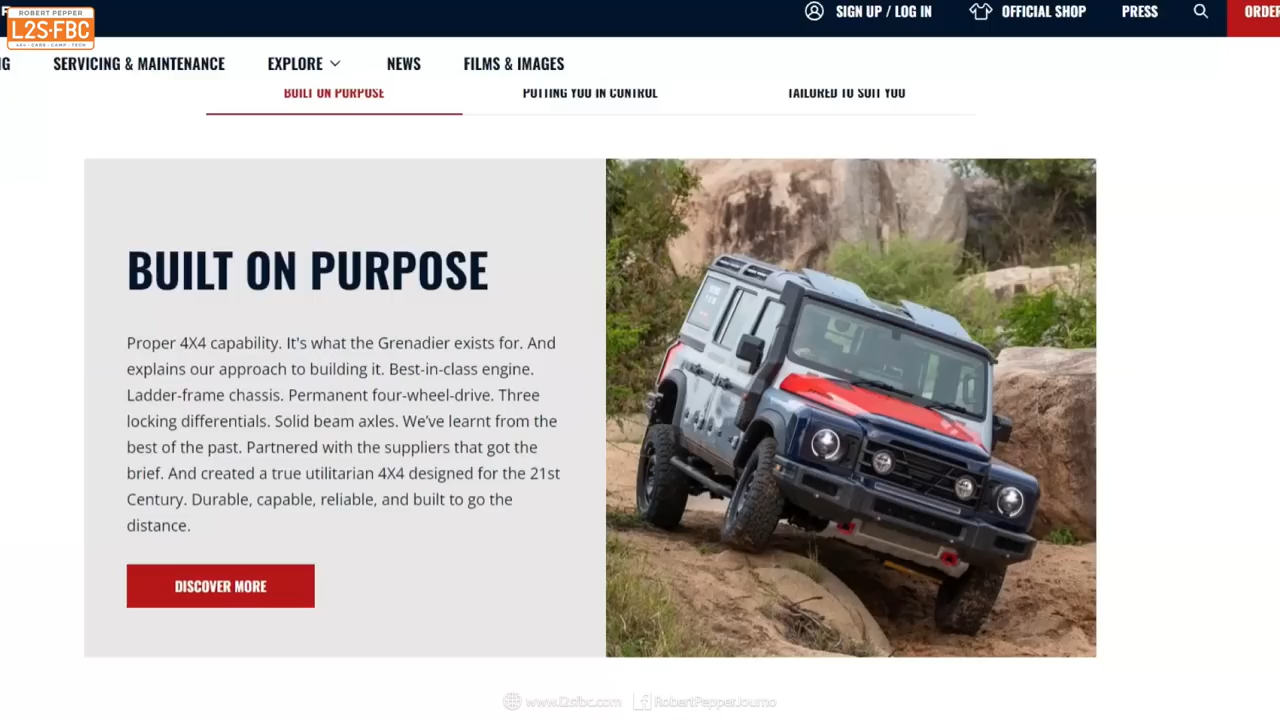 ROBERT PEPPER
L2S·FBC
4X4 · CARS · CAMP · TECH
SIGN UP / LOG IN
OFFICIAL SHOP
PRESS
ORDE
SERVICING & MAINTENANCE
EXPLORE
NEWS
FILMS & IMAGES
BUILT ON PURPOSE
PUTTING YOU IN CONTROL
TAILORED TO SUIT YOU
BUILT ON PURPOSE
Proper 4X4 capability. It's what the Grenadier exists for. And
explains our approach to building it. Best-in-class engine.
Ladder-frame chassis. Permanent four-wheel-drive. Three
locking differentials. Solid beam axles. We've learnt from the
best of the past. Partnered with the suppliers that got the
brief. And created a true utilitarian 4X4 designed for the 21st
Century. Durable, capable, reliable, and built to go the
distance.
DISCOVER MORE
www.l2sfbc.com
RobertPepperJourno